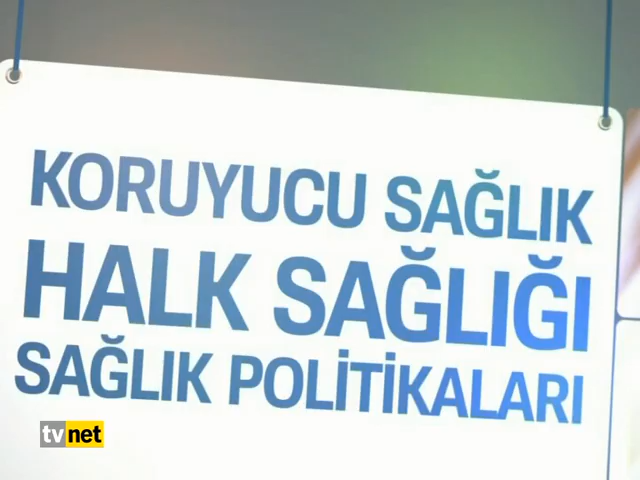 KORUYUCU SAĞLIK
HALK SAĞLIĞI
SAĞLIK POLİTİKALARI
tvnet